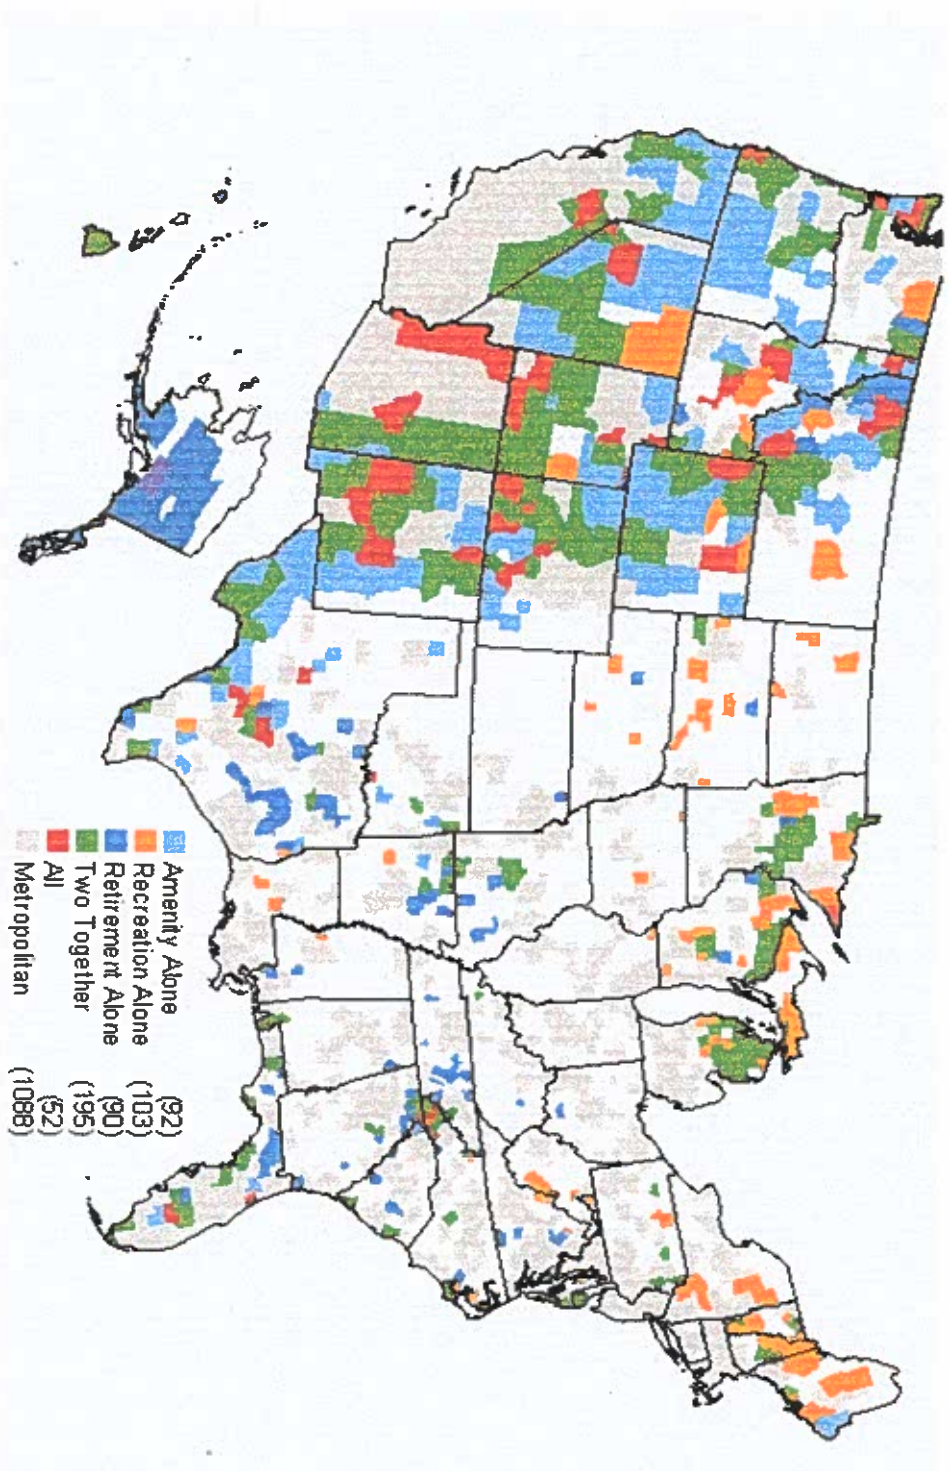 Amenity Alone (92)
Recreation Alone (103)
Retirement Alone (90)
Two Together (195)
All (52)
Metropolitan (1088)